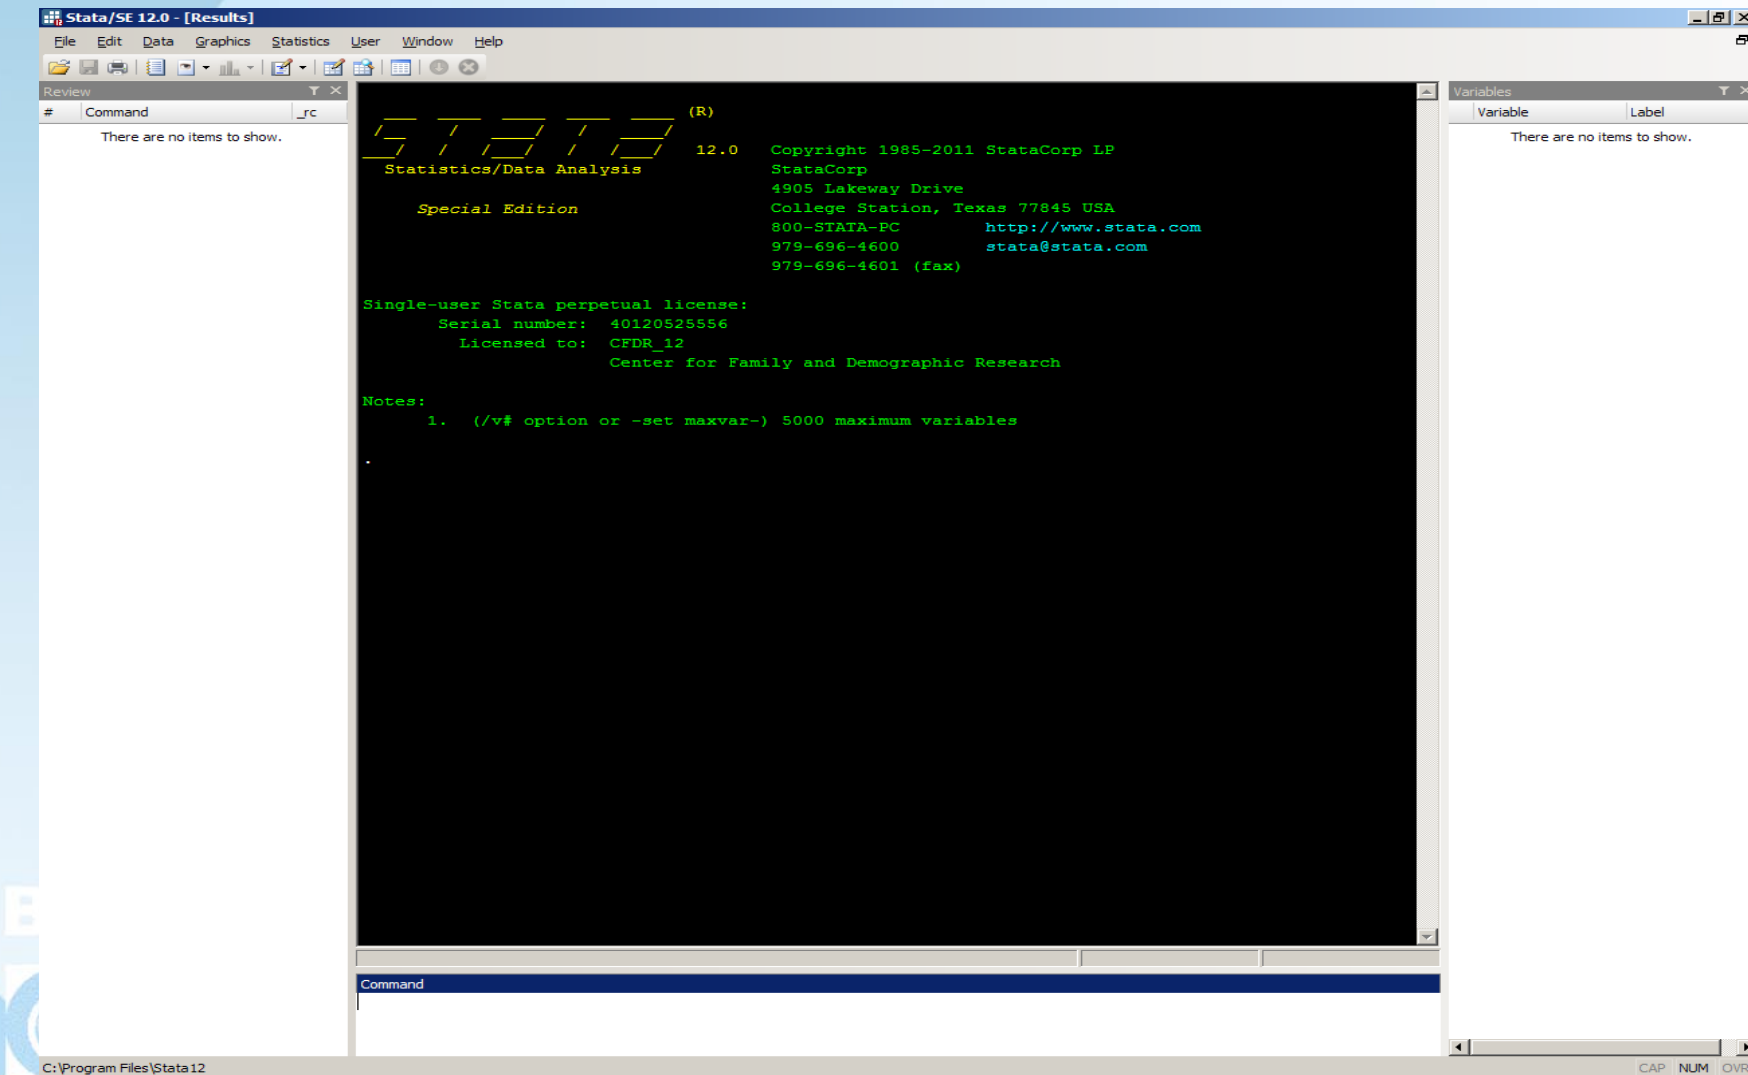 Stata/SE 12.0 - [Results]
File Edit Data Graphics Statistics User Window Help
Review
# Command _rc
There are no items to show.
(R)
12.0 Copyright 1985-2011 StataCorp LP
Statistics/Data Analysis StataCorp
4905 Lakeway Drive
Special Edition College Station, Texas 77845 USA
800-STATA-PC http://www.stata.com
979-696-4600 stata@stata.com
979-696-4601 (fax)
Single-user Stata perpetual license:
Serial number: 40120525556
Licensed to: CFDR_12
Center for Family and Demographic Research
Notes:
1. (/v# option or -set maxvar-) 5000 maximum variables
.
Command
Variables
Variable Label
There are no items to show.
C:\Program Files\Stata12
CAP NUM OVR